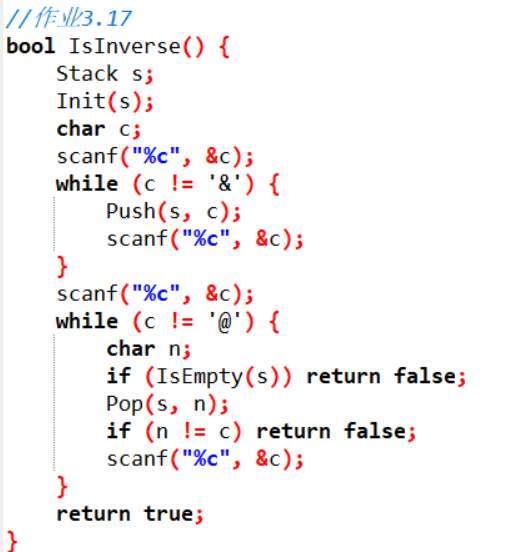 //作业3.17
bool IsInverse() {
    Stack s;
    Init(s);
    char c;
    scanf("%c", &c);
    while (c != '&') {
        Push(s, c);
        scanf("%c", &c);
    }
    scanf("%c", &c);
    while (c != '@') {
        char n;
        if (IsEmpty(s)) return false;
        Pop(s, n);
        if (n != c) return false;
        scanf("%c", &c);
    }
    return true;
}